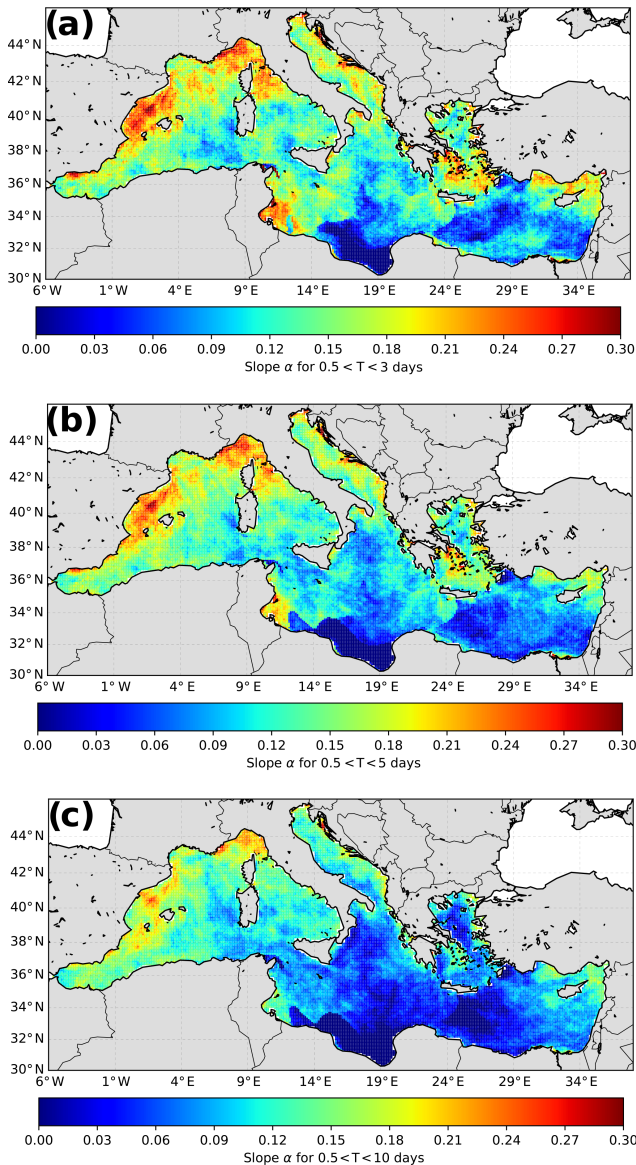 (a)
44° N
42° N
40° N
38° N
36° N
34° N
32° N
30° N
6° W 1° W 4° E 9° E 14° E 19° E 24° E 29° E 34° E
0.00 0.03 0.06 0.09 0.12 0.15 0.18 0.21 0.24 0.27 0.30
Slope α for 0.5 < T < 3 days
(b)
44° N
42° N
40° N
38° N
36° N
34° N
32° N
30° N
6° W 1° W 4° E 9° E 14° E 19° E 24° E 29° E 34° E
0.00 0.03 0.06 0.09 0.12 0.15 0.18 0.21 0.24 0.27 0.30
Slope α for 0.5 < T < 5 days
(c)
44° N
42° N
40° N
38° N
36° N
34° N
32° N
30° N
6° W 1° W 4° E 9° E 14° E 19° E 24° E 29° E 34° E
0.00 0.03 0.06 0.09 0.12 0.15 0.18 0.21 0.24 0.27 0.30
Slope α for 0.5 < T < 10 days